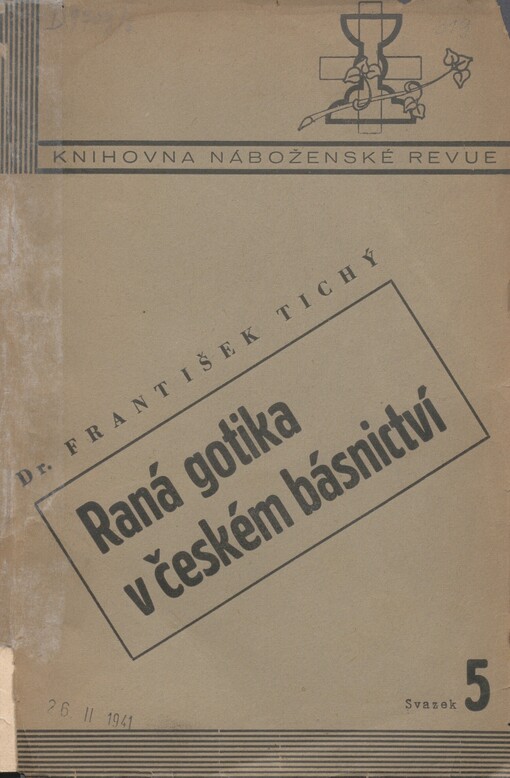 KNIHOVNA NÁBOŽENSKÉ REVUE
Dr. FRANTIŠEK TICHÝ
Raná gotika
v českém básnictví
Svazek 5
26 II 1941